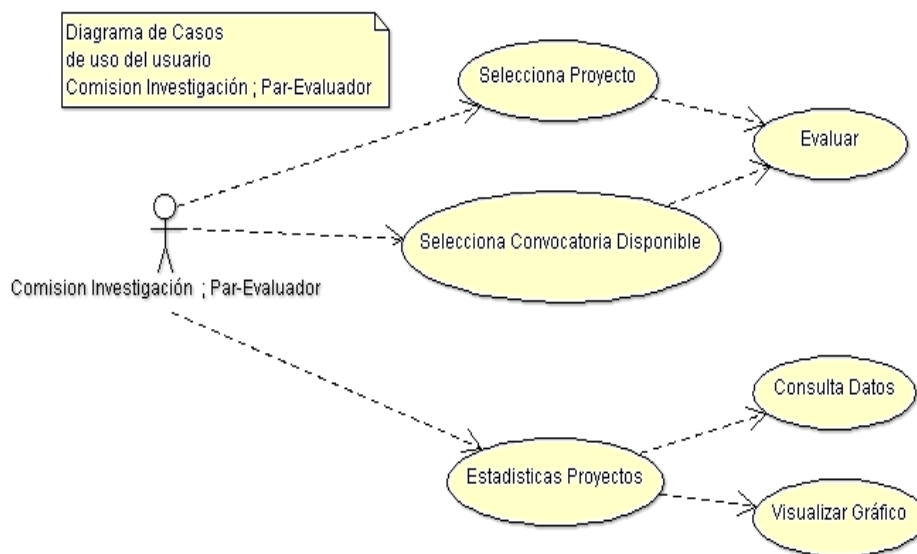 Diagrama de Casos
de uso del usuario
Comision Investigación ; Par-Evaluador
Selecciona Proyecto
Evaluar
Selecciona Convocatoria Disponible
Comision Investigación ; Par-Evaluador
Consulta Datos
Estadisticas Proyectos
Visualizar Gráfico